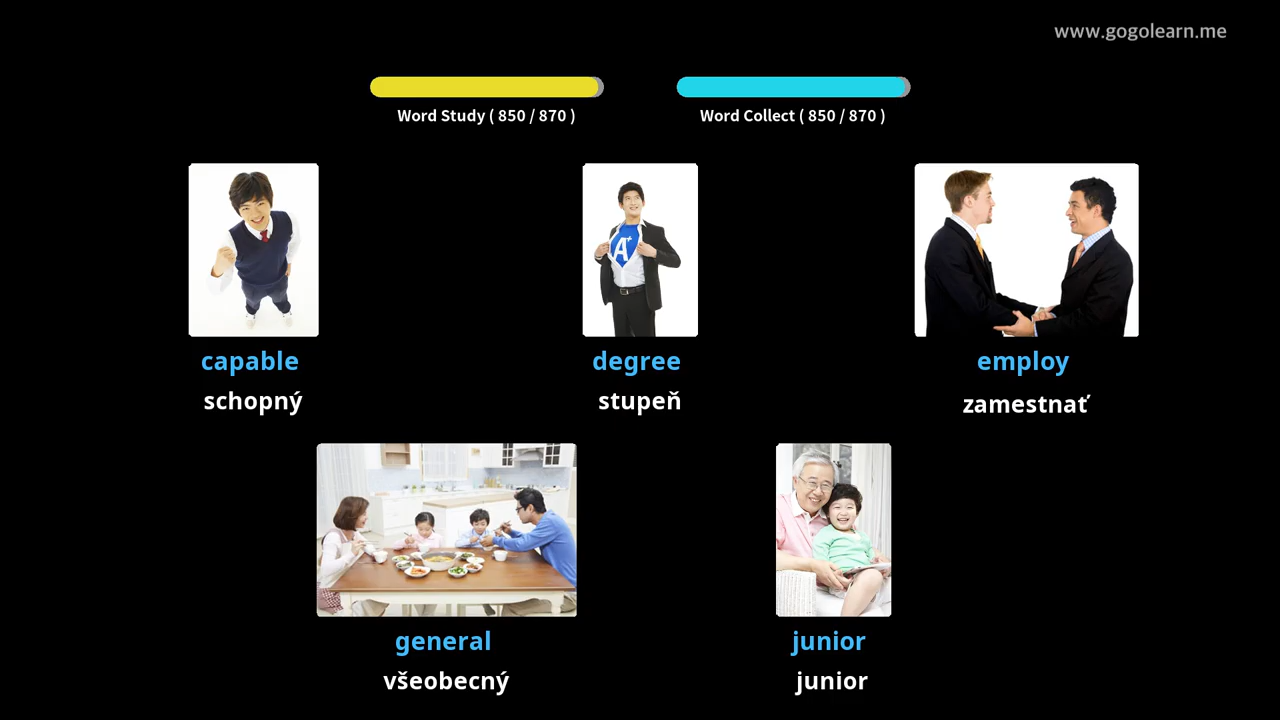 www.gogolearn.me
Word Study ( 850 / 870 )
Word Collect ( 850 / 870 )
A+
capable
degree
employ
schopný
stupeň
zamestnať
general
junior
všeobecný
junior